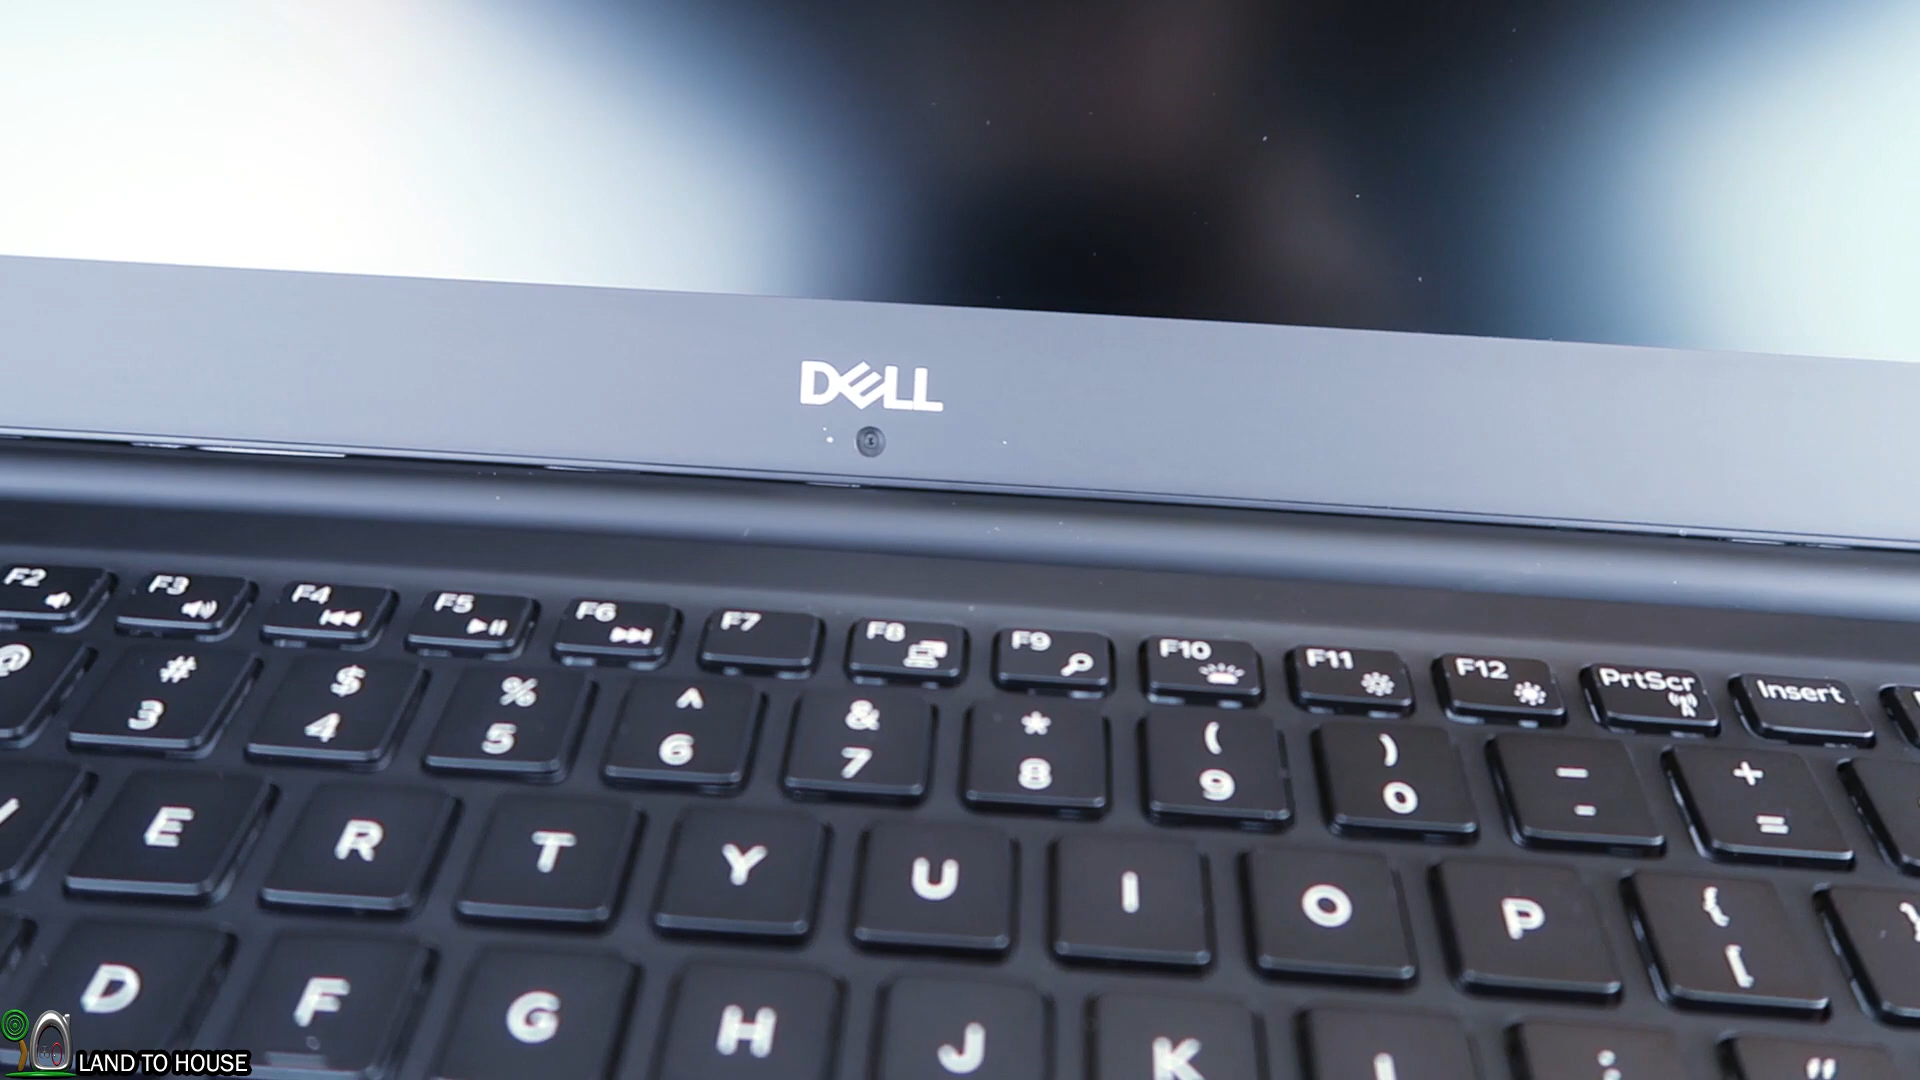 DELL
F2 F3 F4 F5 F6 F7 F8 F9 F10 F11 F12 PrtScr Insert
@ # $ % ^ & * ( ) − +
3 4 5 6 7 8 9 0 - =
E R T Y U I O P { }
[
D F G H J K : "
LAND TO HOUSE